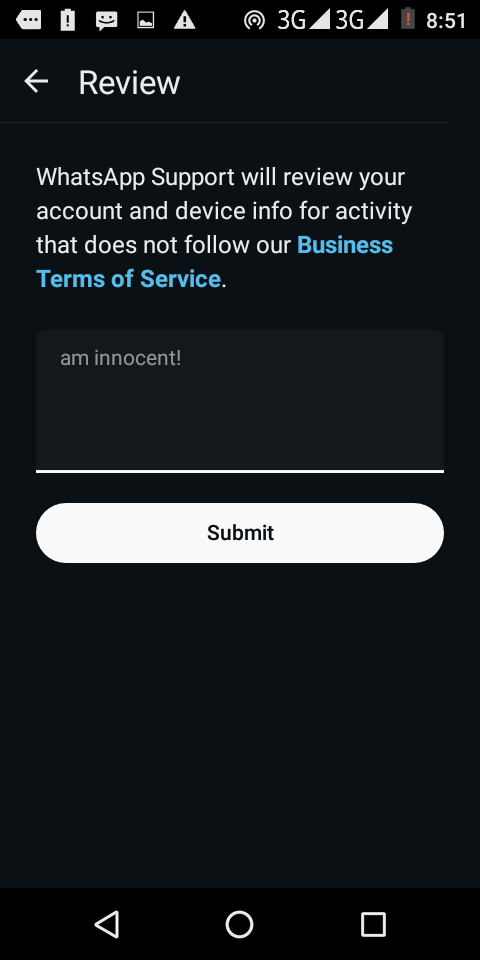 3G 3G 8:51
Review
WhatsApp Support will review your
account and device info for activity
that does not follow our Business
Terms of Service.
am innocent!
Submit